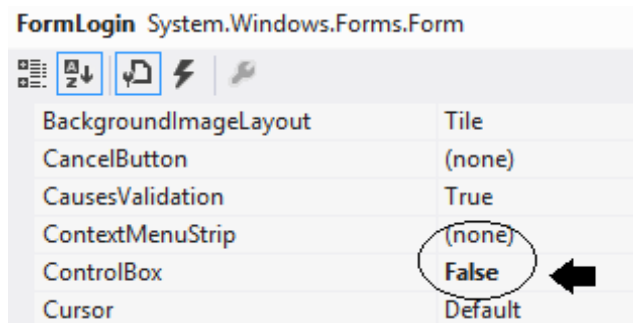 FormLogin System.Windows.Forms.Form
BackgroundImageLayout Tile
CancelButton (none)
CausesValidation True
ContextMenuStrip (none)
ControlBox False
Cursor Default